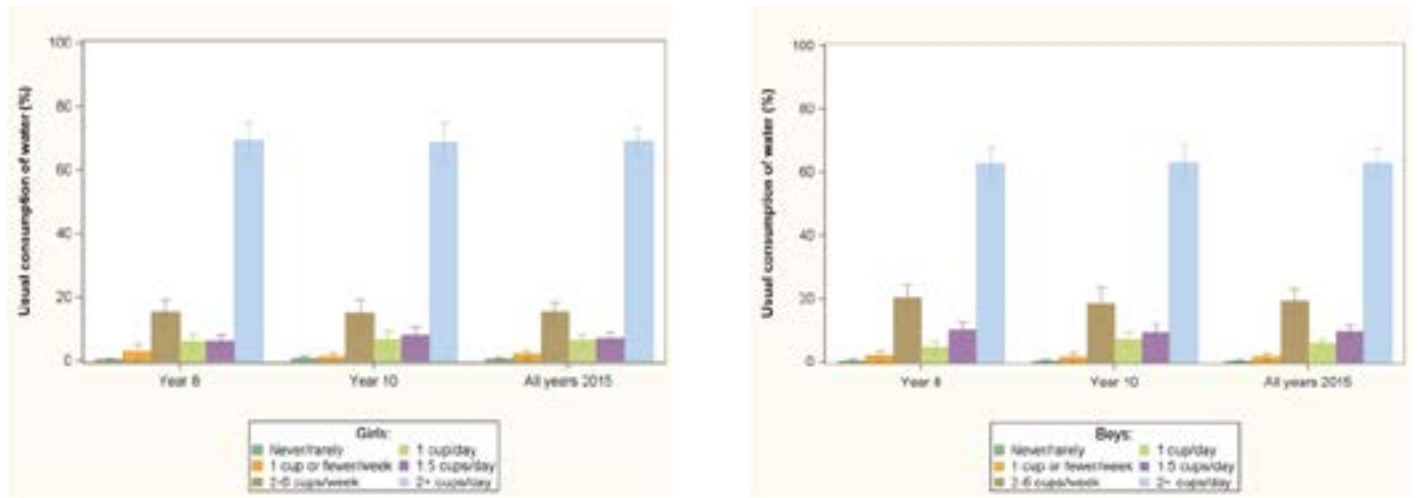 Usual consumption of water (%)
100
80
60
40
20
0
Year 8
Year 10
All years 2015
Girls:
Never/rarely
1 cup/day
1 cup or fewer/week
1.5 cups/day
2-6 cups/week
2+ cups/day
Usual consumption of water (%)
100
80
60
40
20
0
Year 8
Year 10
All years 2015
Boys:
Never/rarely
1 cup/day
1 cup or fewer/week
1.5 cups/day
2-6 cups/week
2+ cups/day